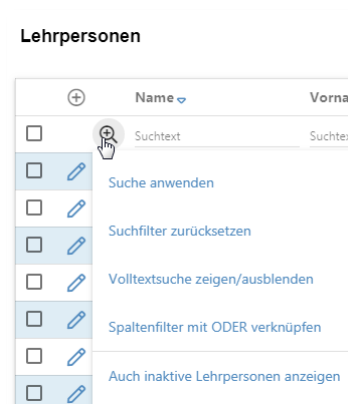 Lehrpersonen
Name Vorna
Suchtext Suchtex
Suche anwenden
Suchfilter zurücksetzen
Volltextsuche zeigen/ausblenden
Spaltenfilter mit ODER verknüpfen
Auch inaktive Lehrpersonen anzeigen